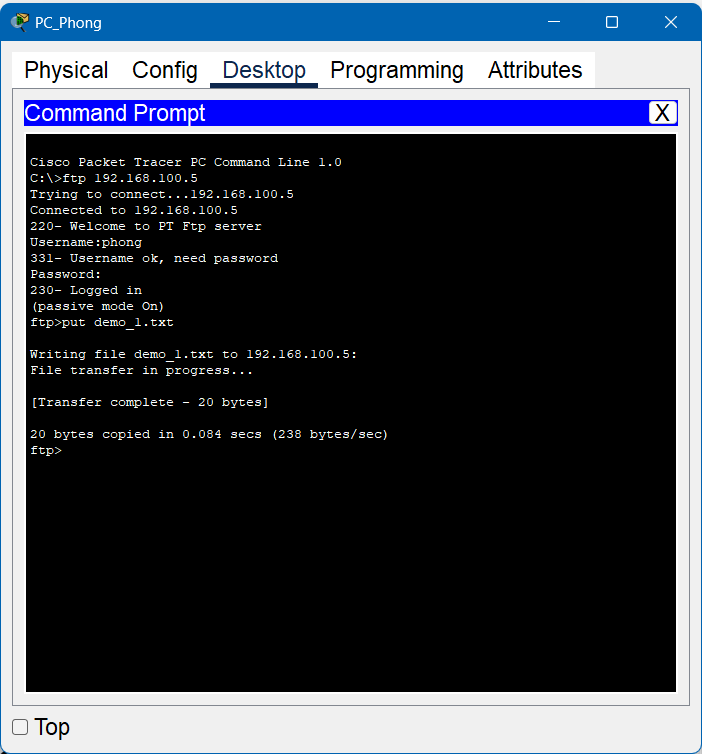 PC_Phong
Physical Config Desktop Programming Attributes
Command Prompt X
Cisco Packet Tracer PC Command Line 1.0
C:\>ftp 192.168.100.5
Trying to connect...192.168.100.5
Connected to 192.168.100.5
220- Welcome to PT Ftp server
Username:phong
331- Username ok, need password
Password:
230- Logged in
(passive mode On)
ftp>put demo_1.txt
Writing file demo_1.txt to 192.168.100.5:
File transfer in progress...
[Transfer complete - 20 bytes]
20 bytes copied in 0.084 secs (238 bytes/sec)
ftp>
Top